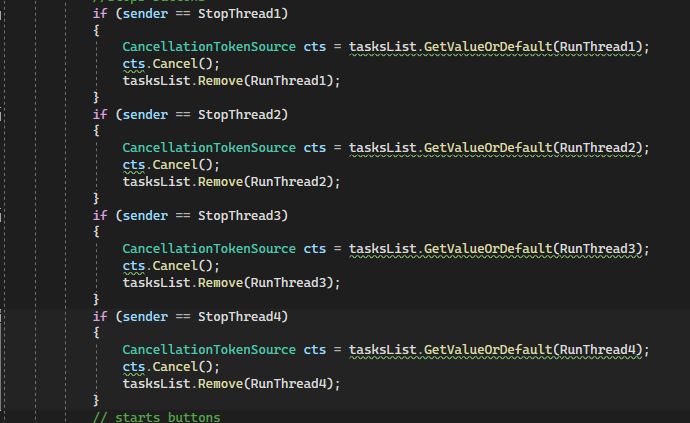 if (sender == StopThread1)
{
CancellationTokenSource cts = tasksList.GetValueOrDefault(RunThread1);
cts.Cancel();
tasksList.Remove(RunThread1);
}
if (sender == StopThread2)
{
CancellationTokenSource cts = tasksList.GetValueOrDefault(RunThread2);
cts.Cancel();
tasksList.Remove(RunThread2);
}
if (sender == StopThread3)
{
CancellationTokenSource cts = tasksList.GetValueOrDefault(RunThread3);
cts.Cancel();
tasksList.Remove(RunThread3);
}
if (sender == StopThread4)
{
CancellationTokenSource cts = tasksList.GetValueOrDefault(RunThread4);
cts.Cancel();
tasksList.Remove(RunThread4);
}
// starts buttons